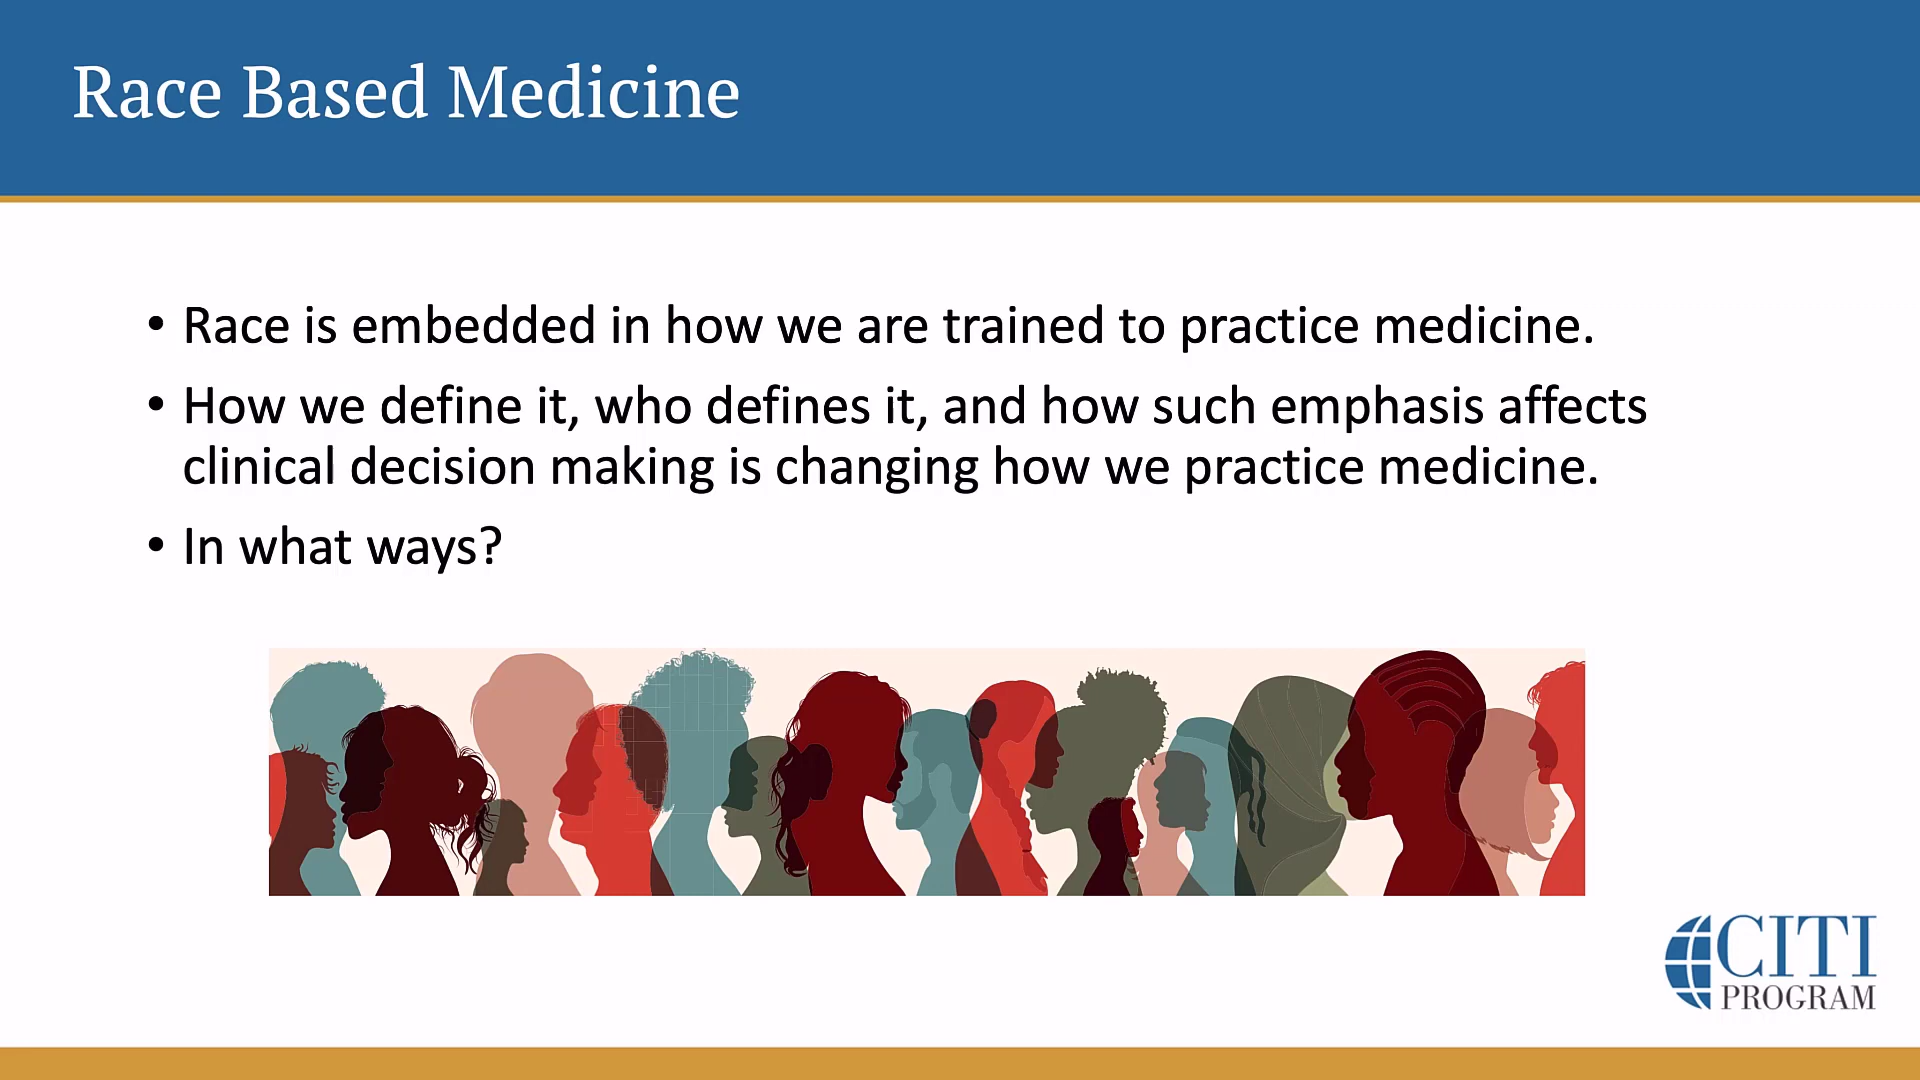 Race Based Medicine
• Race is embedded in how we are trained to practice medicine.
• How we define it, who defines it, and how such emphasis affects
clinical decision making is changing how we practice medicine.
• In what ways?
CITI
PROGRAM